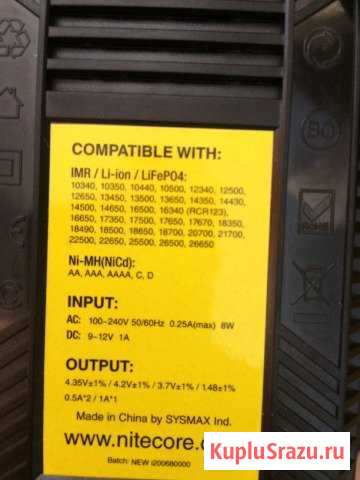 COMPATIBLE WITH:
IMR / Li-ion / LiFePO4:
10340, 10350, 10440, 10500, 12340, 12500,
12650, 13450, 13500, 13650, 14350, 14430,
14500, 14650, 16500, 16340 (RCR123),
16650, 17350, 17500, 17650, 17670, 18350,
18490, 18500, 18650, 18700, 20700, 21700,
22500, 22650, 25500, 26500, 26650
Ni-MH(NiCd):
AA, AAA, AAAA, C, D
INPUT:
AC: 100~240V 50/60Hz 0.25A(max) 8W
DC: 9~12V 1A
OUTPUT:
4.35V±1% / 4.2V±1% / 3.7V±1% / 1.48±1%
0.5A*2 / 1A*1
Made in China by SYSMAX Ind.
www.nitecore.c
Batch: NEW i200680000
KupluSrazu.ru